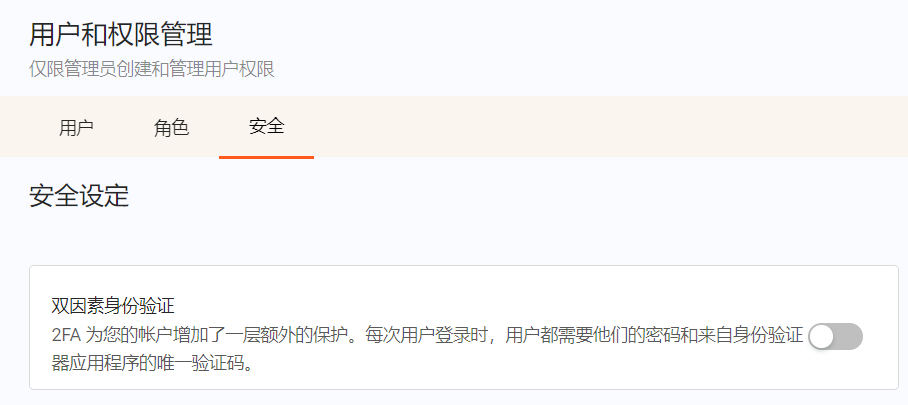 用户和权限管理
仅限管理员创建和管理用户权限
用户 角色 安全
安全设定
双因素身份验证
2FA 为您的帐户增加了一层额外的保护。每次用户登录时，用户都需要他们的密码和来自身份验证
器应用程序的唯一验证码。